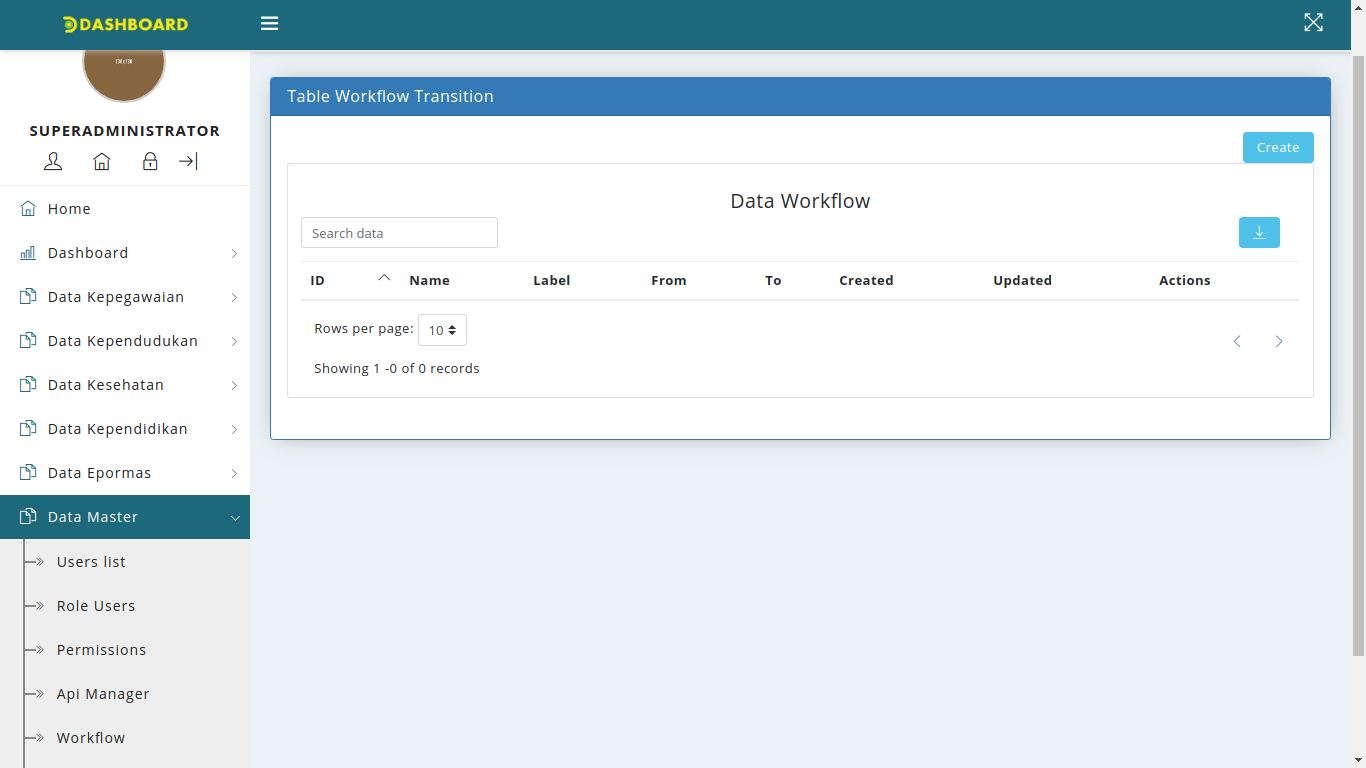 DASHBOARD
SUPERADMINISTRATOR
Home
Dashboard
Data Kepegawaian
Data Kependudukan
Data Kesehatan
Data Kependidikan
Data Epormas
Data Master
Users list
Role Users
Permissions
Api Manager
Workflow
Table Workflow Transition
Create
Data Workflow
Search data
ID Name Label From To Created Updated Actions
Rows per page: 10
Showing 1 -0 of 0 records